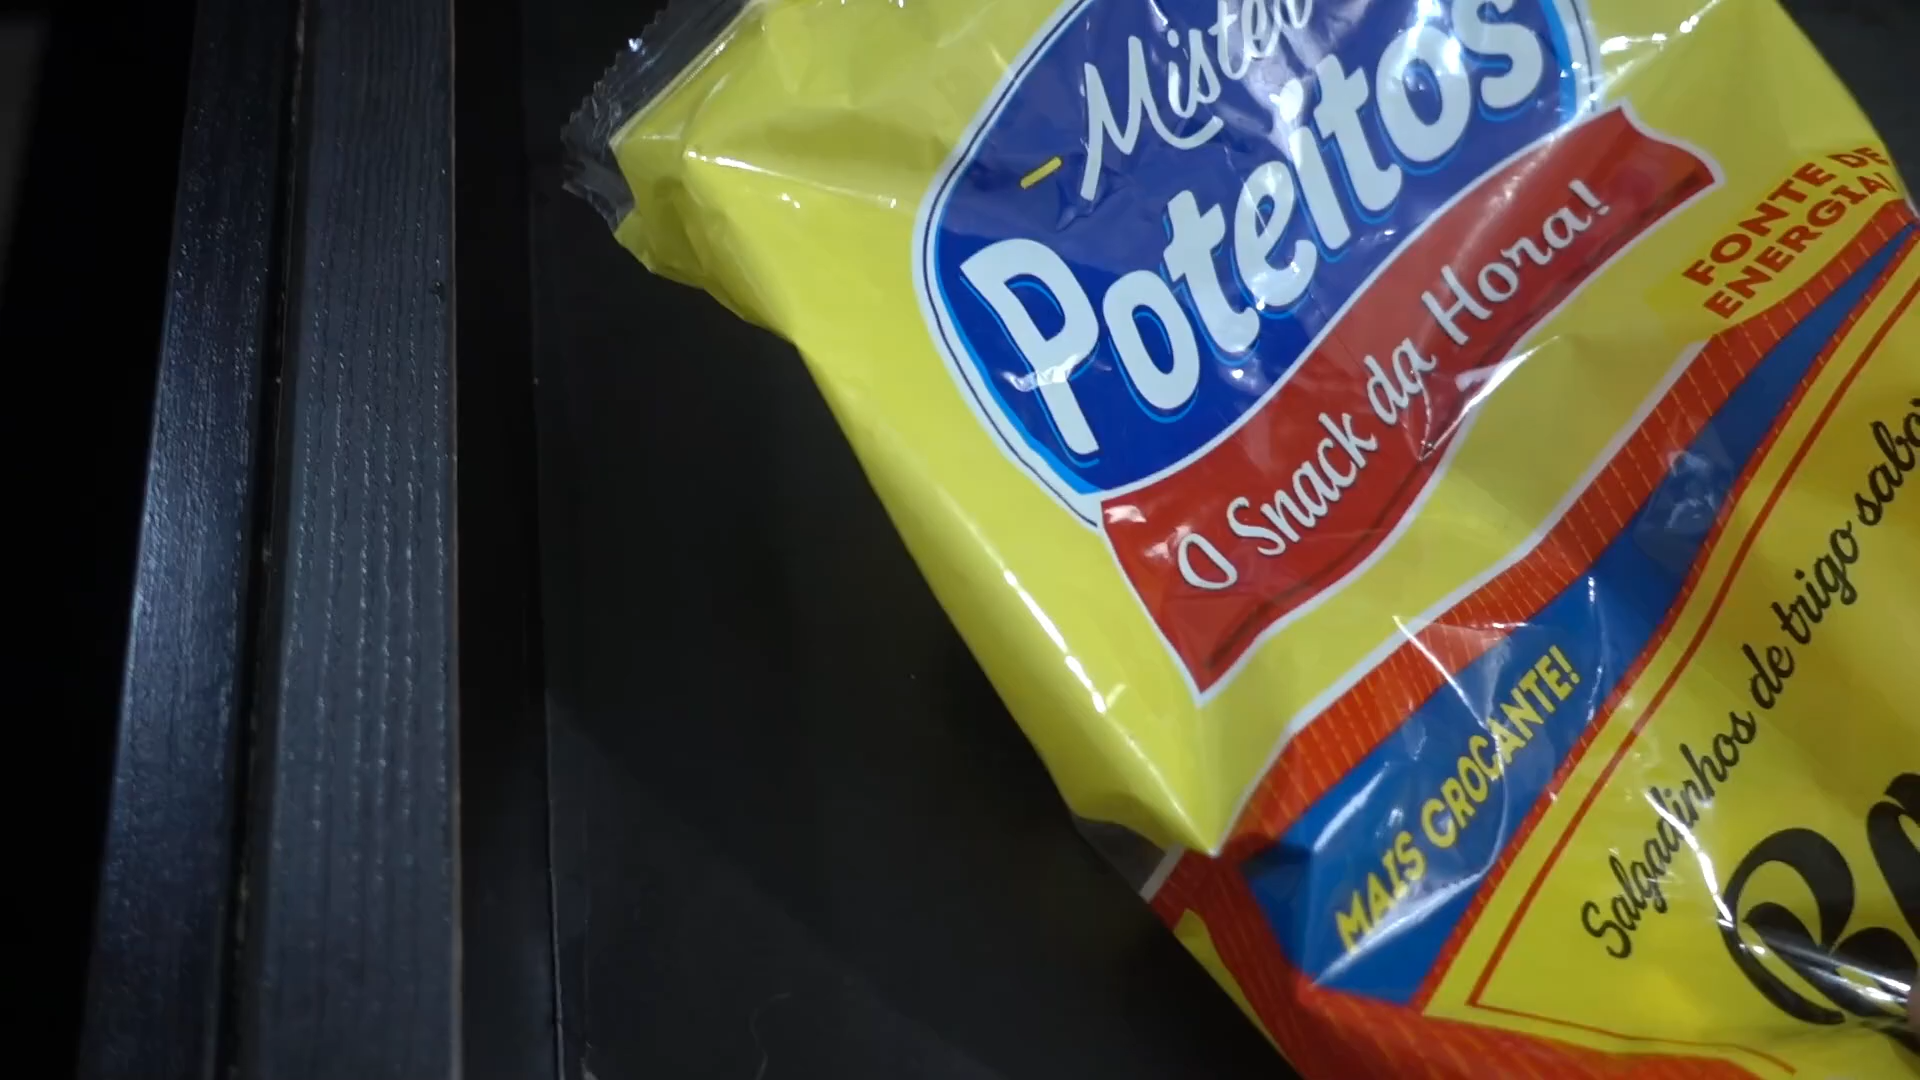 Mister
Poteitos
O Snack da Hora!
FONTE DE
ENERGIA!
MAIS CROCANTE!
Salgadinhos de trigo